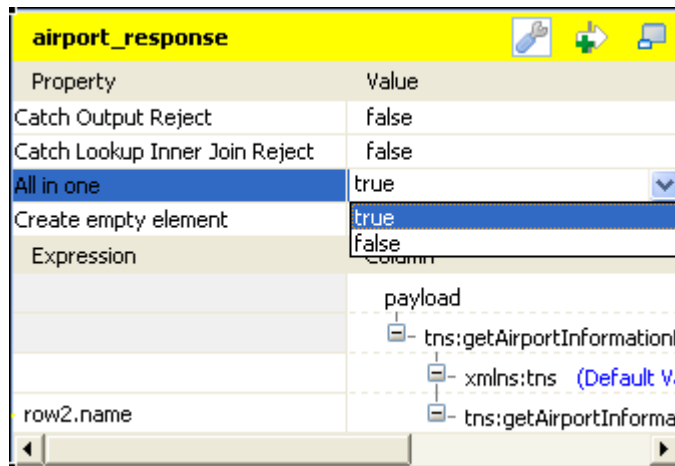 airport_response
Property Value
Catch Output Reject false
Catch Lookup Inner Join Reject false
All in one true
true
Create empty element
false
Expression Column
payload
tns:getAirportInformation
xmlns:tns (Default V
row2.name tns:getAirportInforma